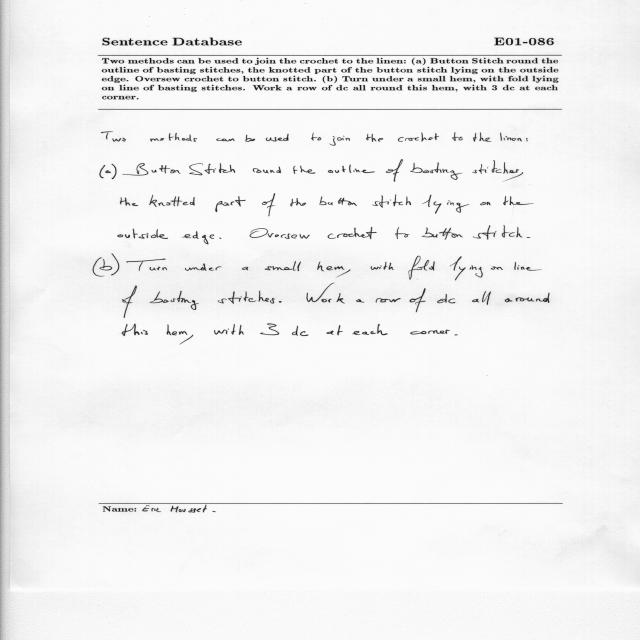 Sentence Database E01-086
Two methods can be used to join the crochet to the linen: (a) Button Stitch round the
outline of basting stitches, the knotted part of the button stitch lying on the outside
edge. Oversew crochet to button stitch. (b) Turn under a small hem, with fold lying
on line of basting stitches. Work a row of dc all round this hem, with 3 dc at each
corner.
Two methods can be used to join the crochet to the linen:
(a) Button Stitch round the outline of basting stitches,
the knotted part of the button stitch lying on the
outside edge. Oversew crochet to button stitch.
(b) Turn under a small hem, with fold lying on line
of basting stitches. Work a row of dc all around
this hem, with 3 dc at each corner.
Name: Eric Mousset -